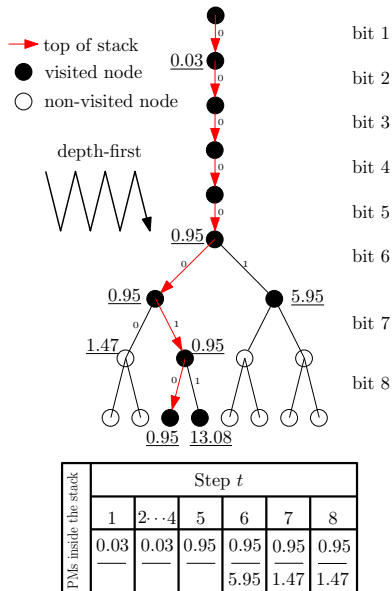 0
bit 1
top of stack
0.03
0
bit 2
visited node
0
bit 3
non-visited node
0
bit 4
depth-first
0
bit 5
0.95
bit 6
0
1
0.95
5.95
0
1
bit 7
1.47
0.95
0
1
bit 8
0.95
13.08
PMs inside the stack
Step t
1
2···4
5
6
7
8
0.03
0.03
0.95
0.95
0.95
0.95
5.95
1.47
1.47